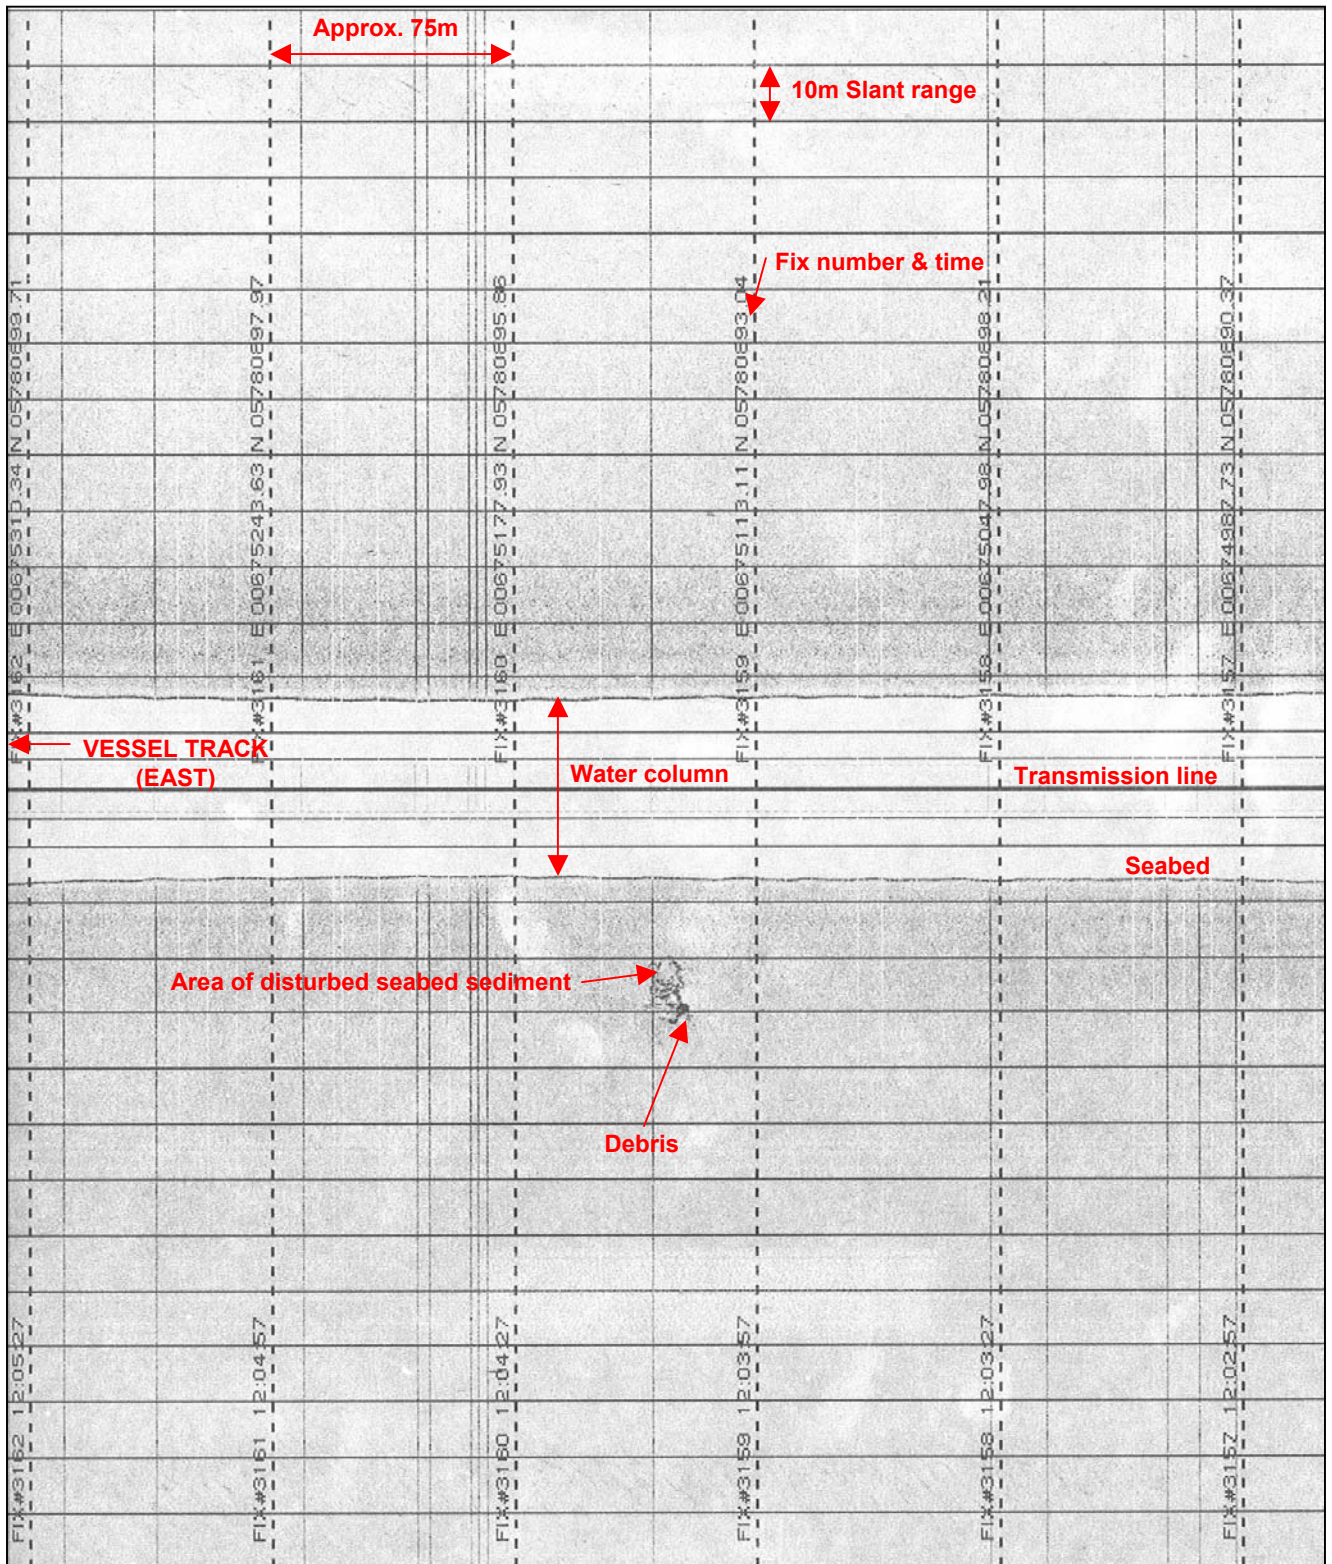 Approx. 75m
10m Slant range
Fix number & time
FIX#3162 E 00675310.34 N 05780899.71
FIX#3161 E 00675243.63 N 05780897.97
FIX#3160 E 00675177.93 N 05780895.86
FIX#3159 E 00675113.11 N 05780893.04
FIX#3158 E 00675047.98 N 05780898.21
FIX#3157 E 00674987.73 N 05780890.37
VESSEL TRACK
(EAST)
Water column
Transmission line
Seabed
Area of disturbed seabed sediment
Debris
FIX#3162 12:05:27
FIX#3161 12:04:57
FIX#3160 12:04:27
FIX#3159 12:03:57
FIX#3158 12:03:27
FIX#3157 12:02:57